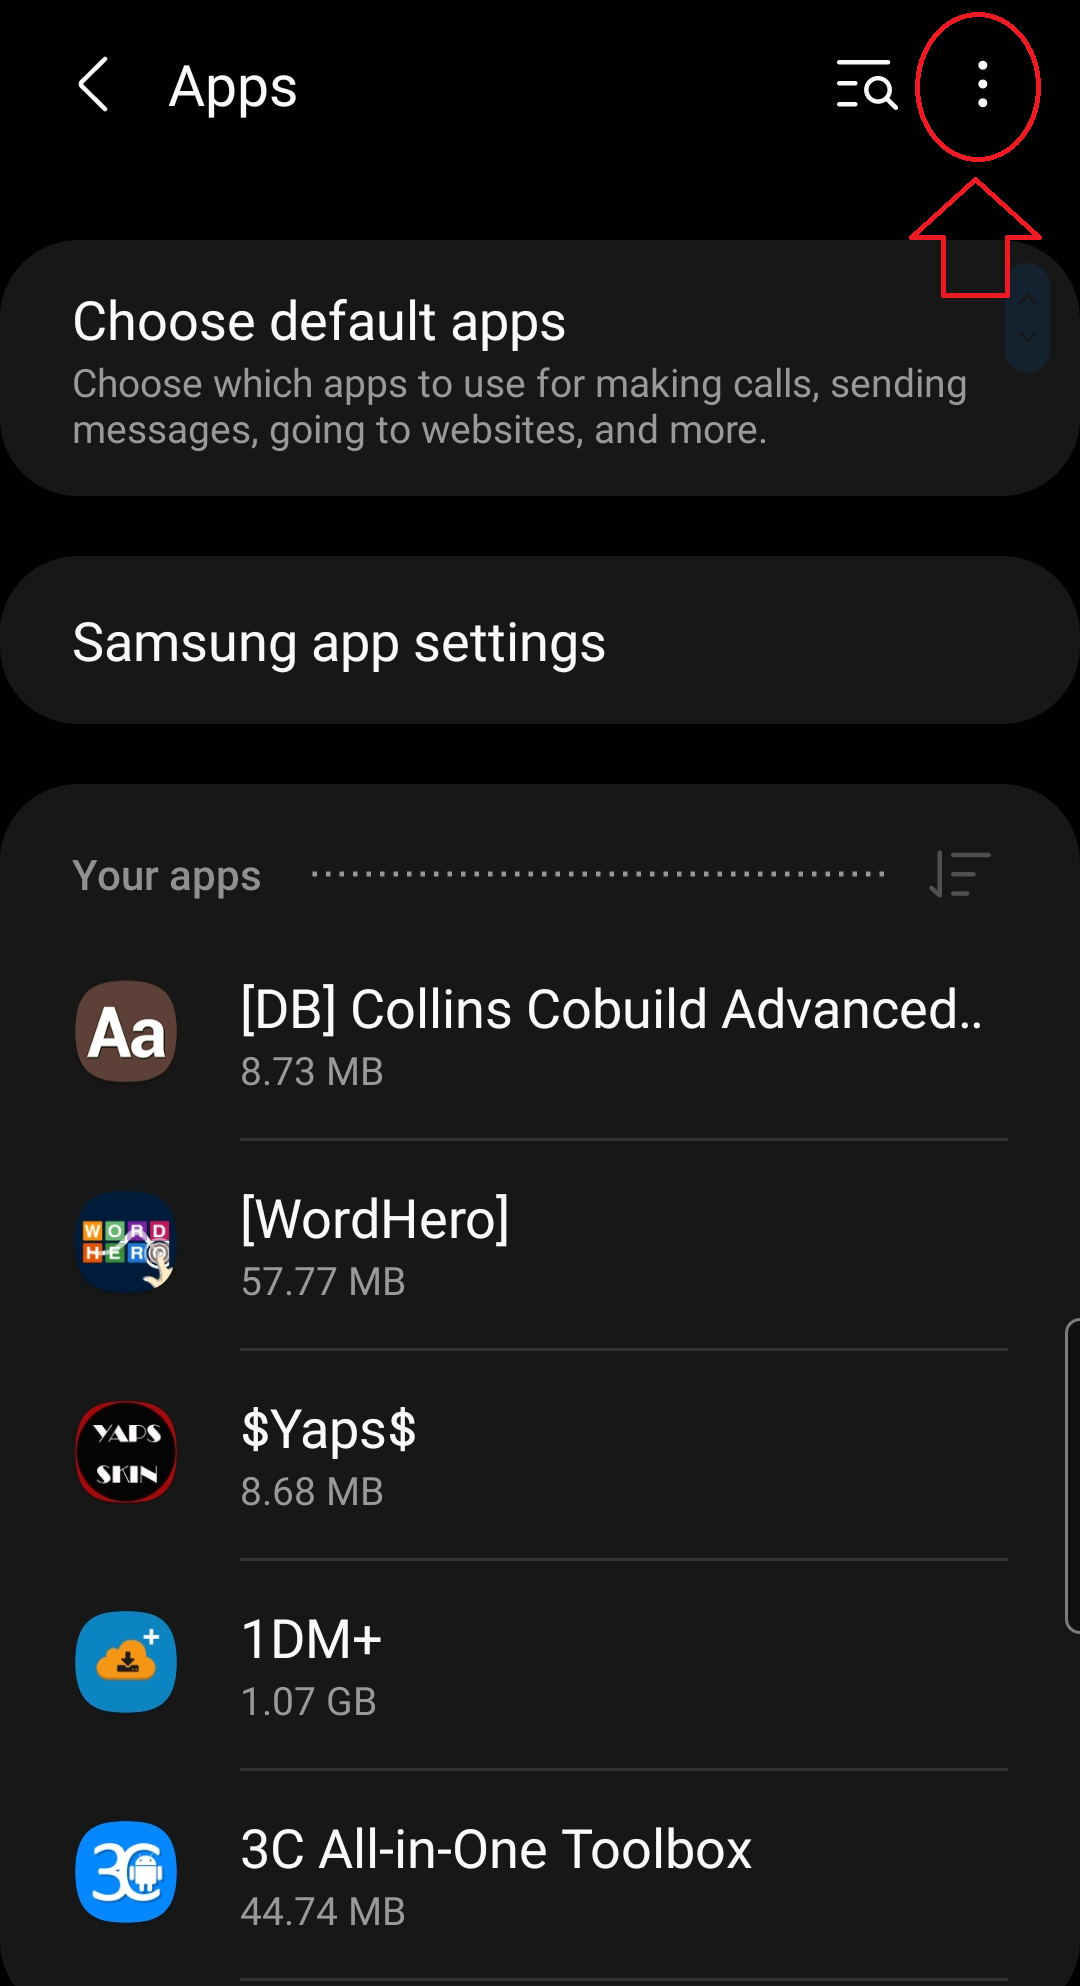 Apps
Choose default apps
Choose which apps to use for making calls, sending
messages, going to websites, and more.
Samsung app settings
Your apps
Aa
[DB] Collins Cobuild Advanced..
8.73 MB
WORD
HERO
[WordHero]
57.77 MB
YAPS
SKIN
$Yaps$
8.68 MB
1DM+
1.07 GB
3C
3C All-in-One Toolbox
44.74 MB